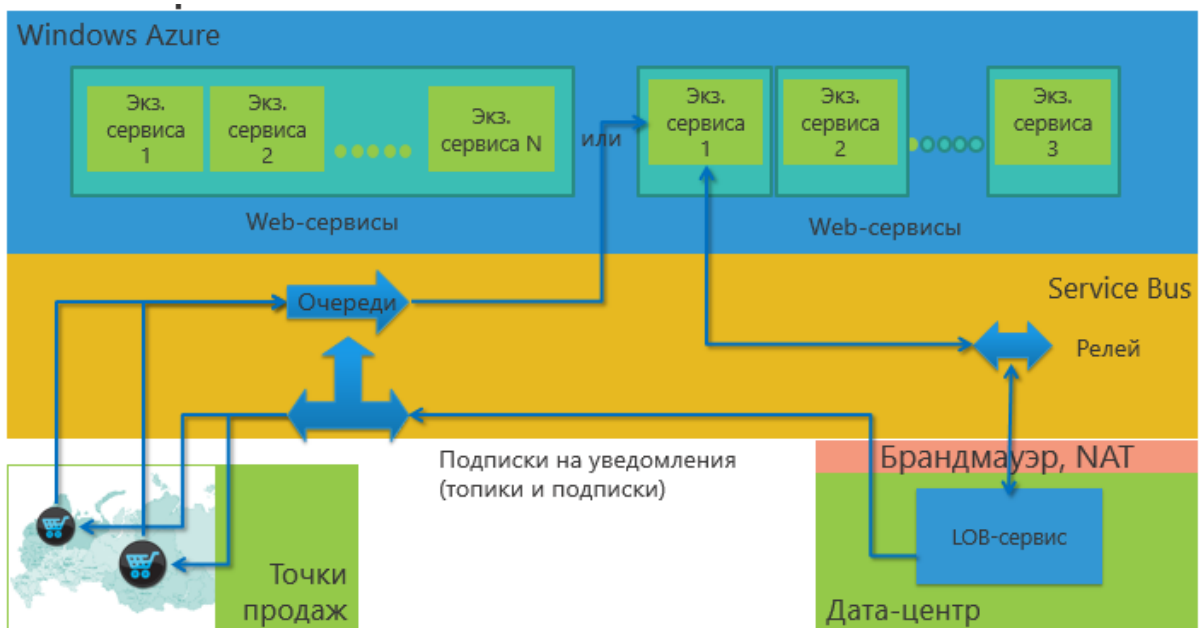 Windows Azure
Экз.
сервиса
1
Экз.
сервиса
2
Экз.
сервиса N
или
Экз.
сервиса
1
Экз.
сервиса
2
Экз.
сервиса
3
Web-сервисы
Web-сервисы
Service Bus
Очереди
Релей
Подписки на уведомления
(топики и подписки)
Брандмауэр, NAT
LOB-сервис
Точки
продаж
Дата-центр